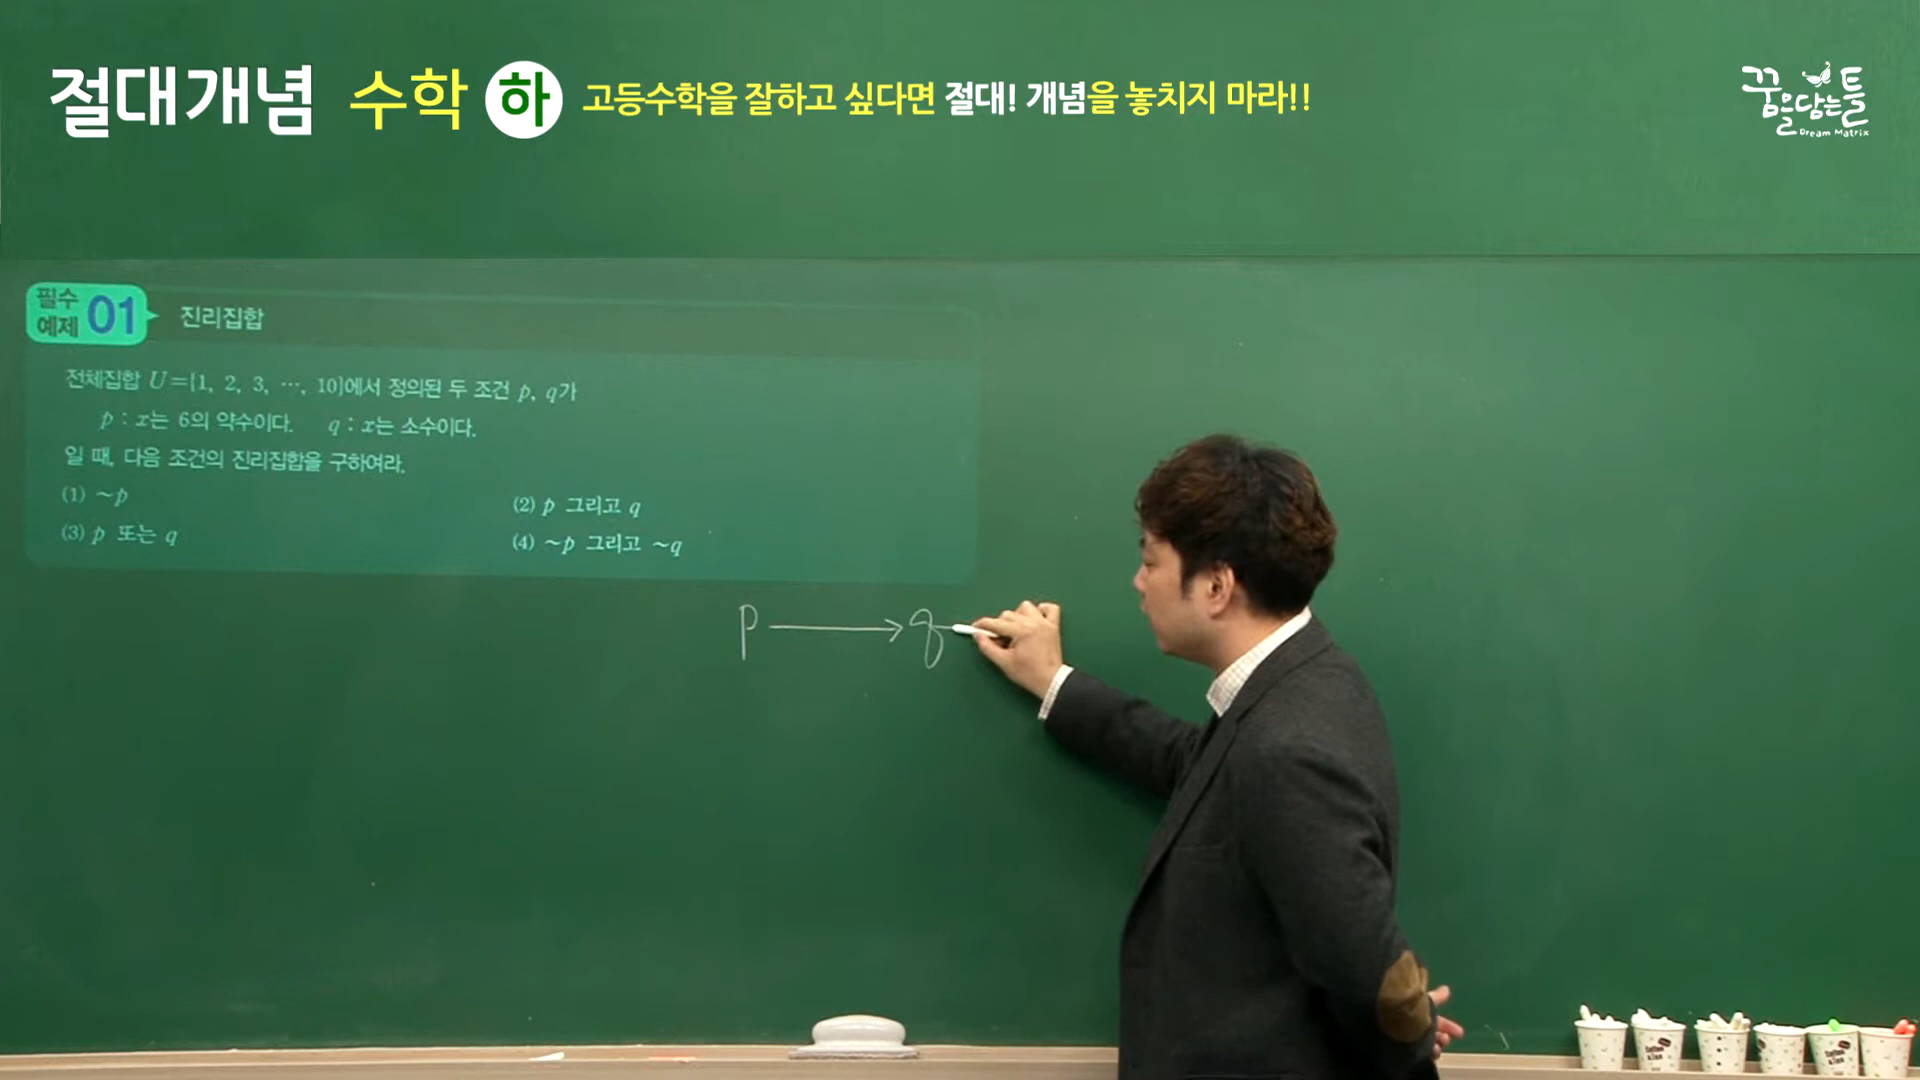 절대개념 수학 하 고등수학을 잘하고 싶다면 절대! 개념을 놓치지 마라!!
꿈을담는틀
Dream Matrix
필수 예제 01 진리집합
전체집합 U={1, 2, 3, ⋯, 10}에서 정의된 두 조건 p, q가
p : x는 6의 약수이다. q : x는 소수이다.
일 때, 다음 조건의 진리집합을 구하여라.
(1) ~p (2) p 그리고 q
(3) p 또는 q (4) ~p 그리고 ~q
p → q